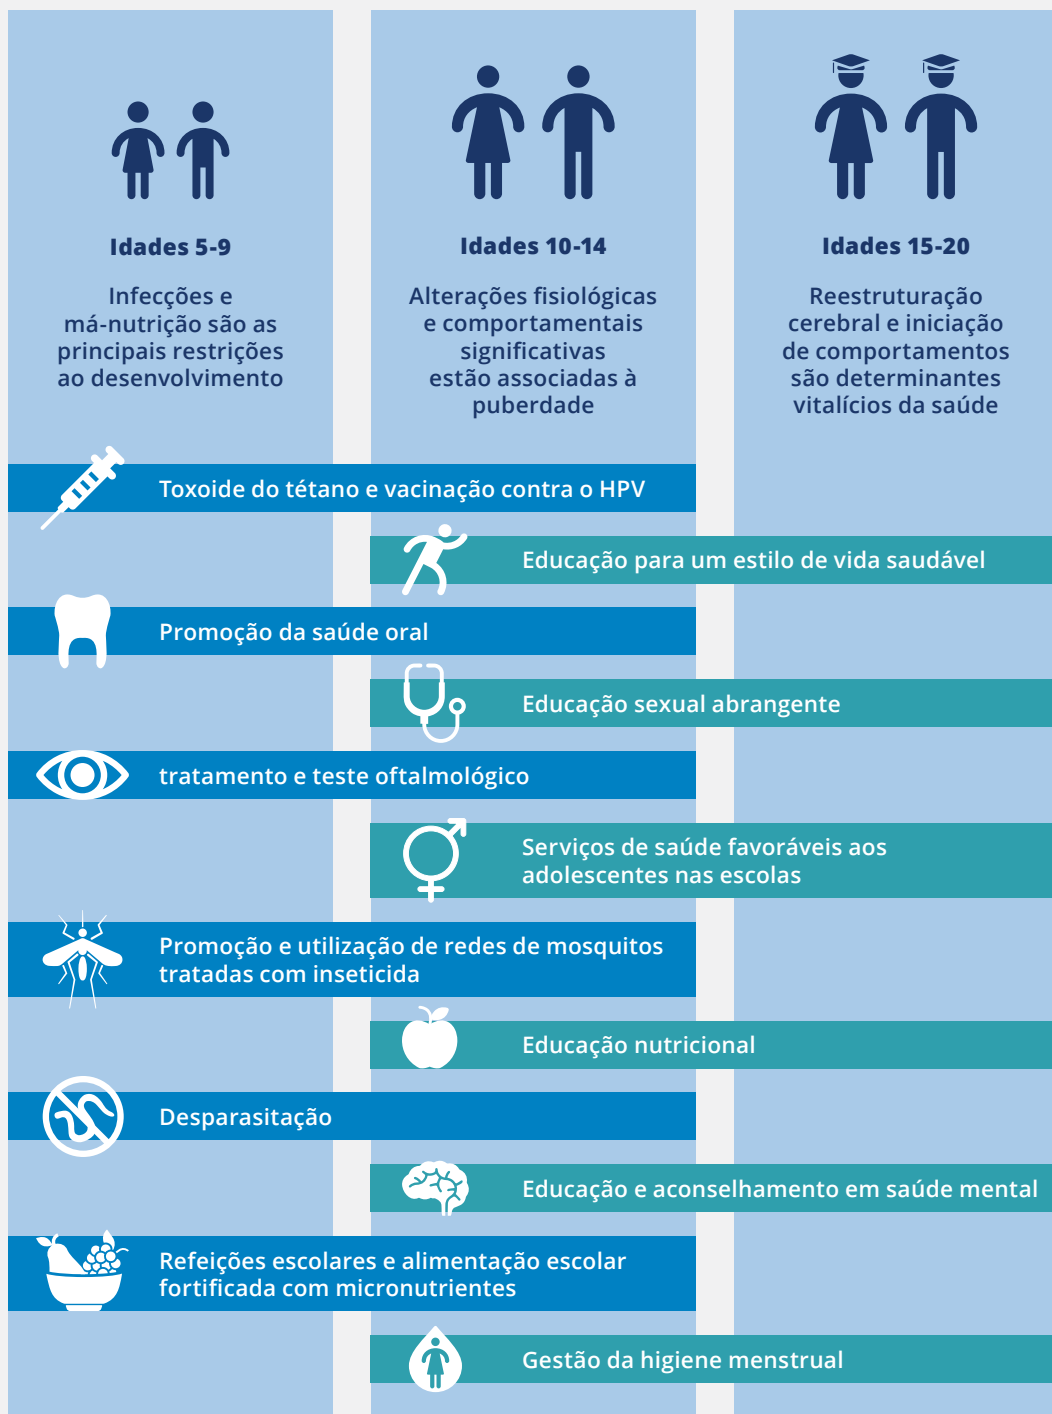 Idades 5-9
Infecções e
má-nutrição são as
principais restrições
ao desenvolvimento
Idades 10-14
Alterações fisiológicas
e comportamentais
significativas
estão associadas à
puberdade
Idades 15-20
Reestruturação
cerebral e iniciação
de comportamentos
são determinantes
vitalícios da saúde
Toxoide do tétano e vacinação contra o HPV
Educação para um estilo de vida saudável
Promoção da saúde oral
Educação sexual abrangente
tratamento e teste oftalmológico
Serviços de saúde favoráveis aos
adolescentes nas escolas
Promoção e utilização de redes de mosquitos
tratadas com inseticida
Educação nutricional
Desparasitação
Educação e aconselhamento em saúde mental
Refeições escolares e alimentação escolar
fortificada com micronutrientes
Gestão da higiene menstrual